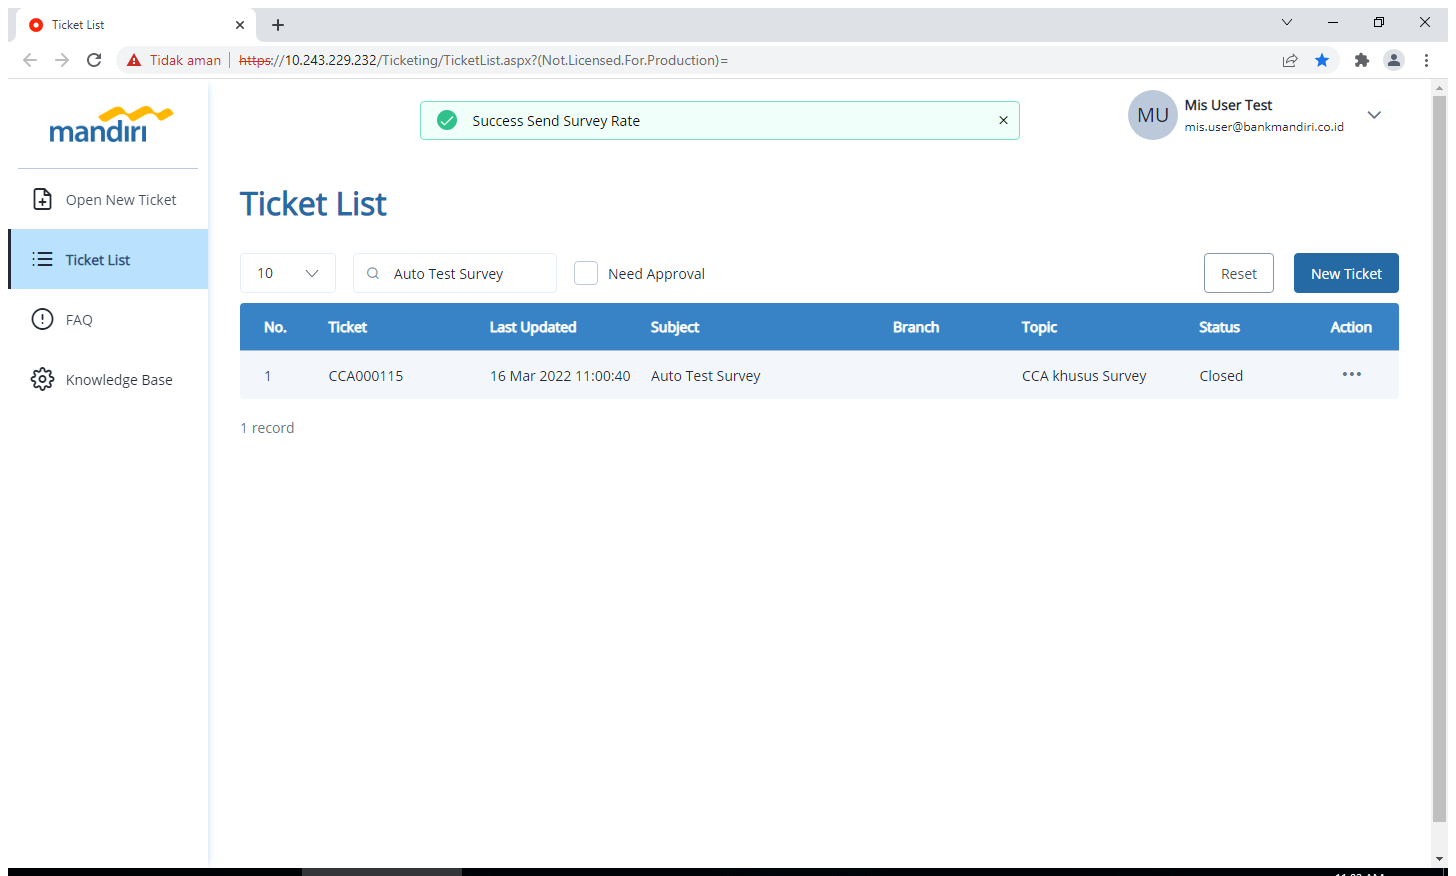 Ticket List
Tidak aman https://10.243.229.232/Ticketing/TicketList.aspx?(Not.Licensed.For.Production)=
mandiri
Success Send Survey Rate
MU
Mis User Test
mis.user@bankmandiri.co.id
Open New Ticket
Ticket List
FAQ
Knowledge Base
Ticket List
10
Auto Test Survey
Need Approval
Reset
New Ticket
No. Ticket Last Updated Subject Branch Topic Status Action
1 CCA000115 16 Mar 2022 11:00:40 Auto Test Survey CCA khusus Survey Closed
1 record